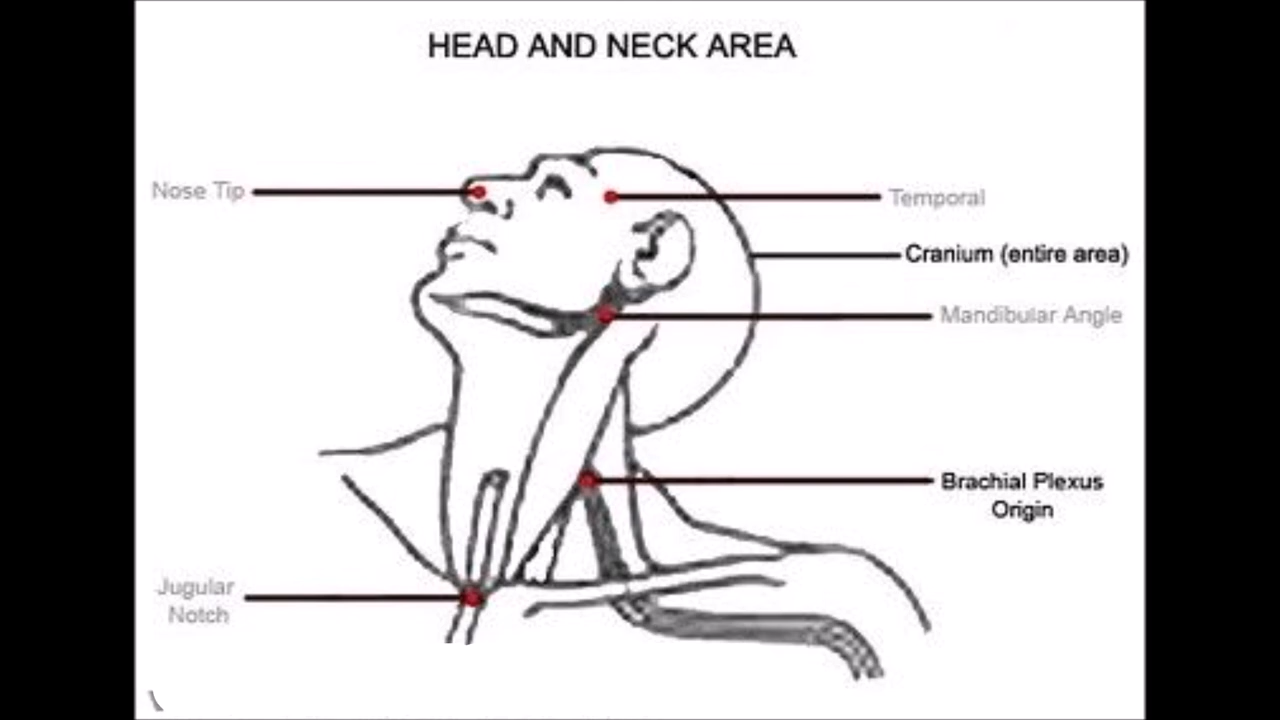 HEAD AND NECK AREA
Nose Tip
Temporal
Cranium (entire area)
Mandibular Angle
Brachial Plexus
Origin
Jugular
Notch